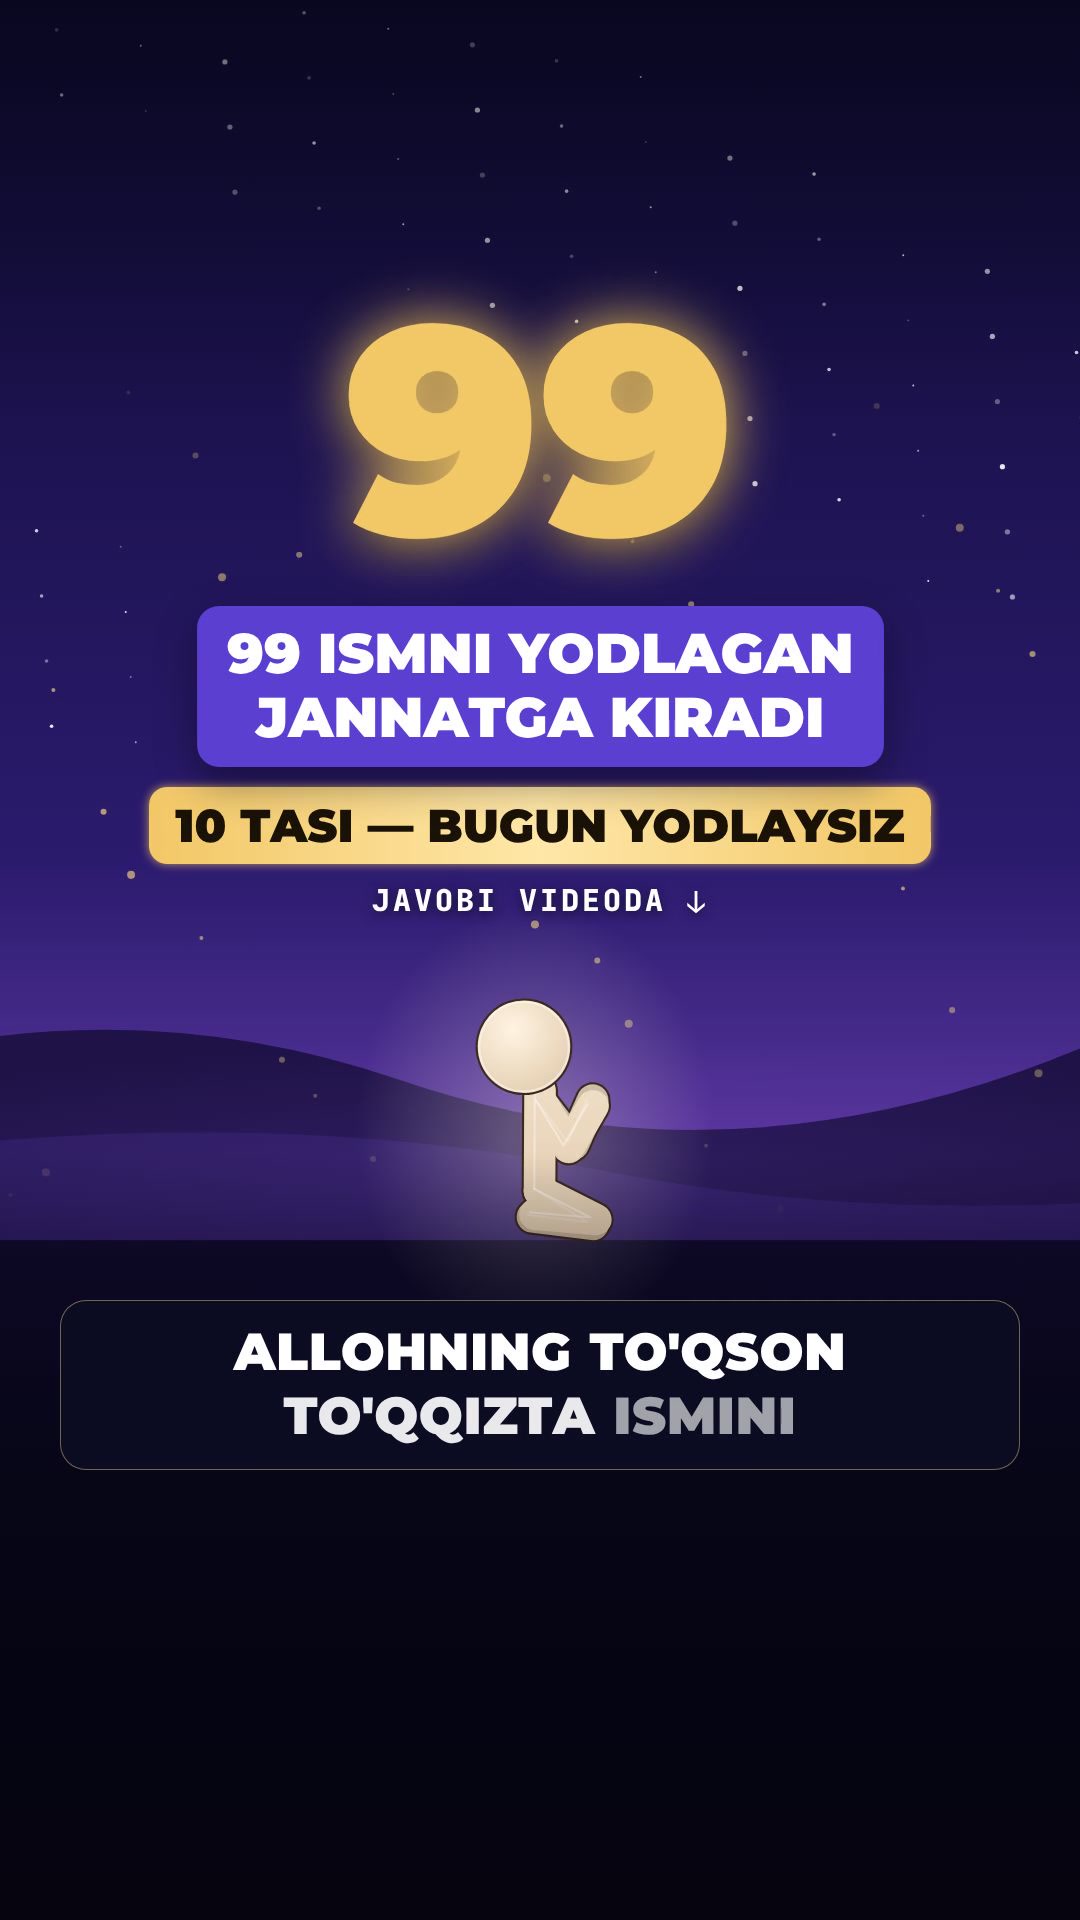 99
99 ISMNI YODLAGAN
JANNATGA KIRADI
10 TASI — BUGUN YODLAYSIZ
JAVOBI VIDEODA ↓
ALLOHNING TO'QSON
TO'QQIZTA ISMINI